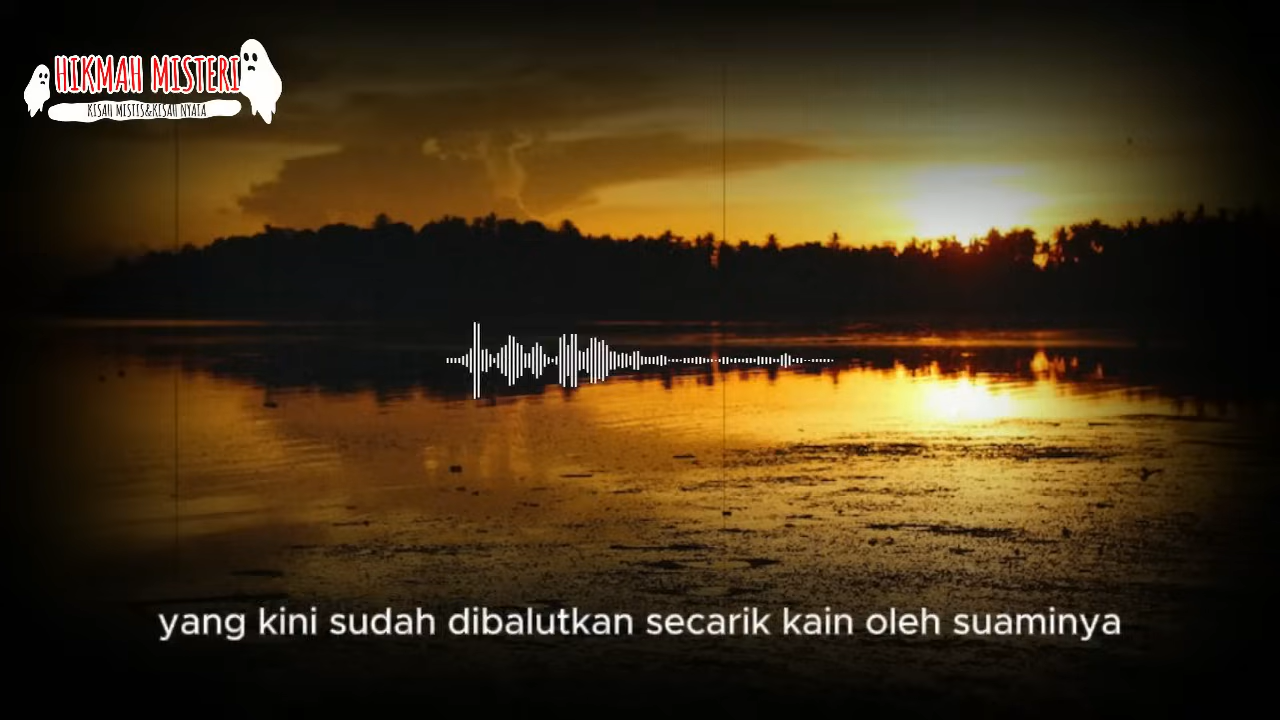 HIKMAH MISTERI
KISAH MISTIS&KISAH NYATA
yang kini sudah dibalutkan secarik kain oleh suaminya